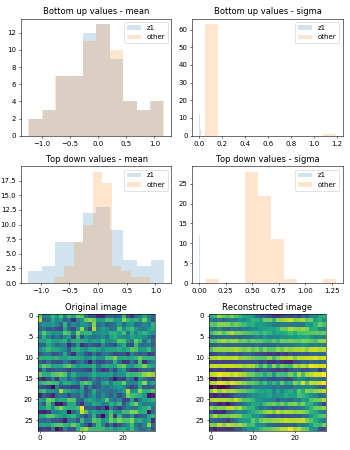 Bottom up values - mean
Bottom up values - sigma
12
10
8
6
4
2
0
z1
other
−1.0 −0.5 0.0 0.5 1.0
60
50
40
30
20
10
0
z1
other
0.0 0.2 0.4 0.6 0.8 1.0 1.2
Top down values - mean
Top down values - sigma
17.5
15.0
12.5
10.0
7.5
5.0
2.5
0.0
z1
other
−1.0 −0.5 0.0 0.5 1.0
25
20
15
10
5
0
z1
other
0.00 0.25 0.50 0.75 1.00 1.25
Original image
Reconstructed image
0
5
10
15
20
25
0 10 20
0
5
10
15
20
25
0 10 20